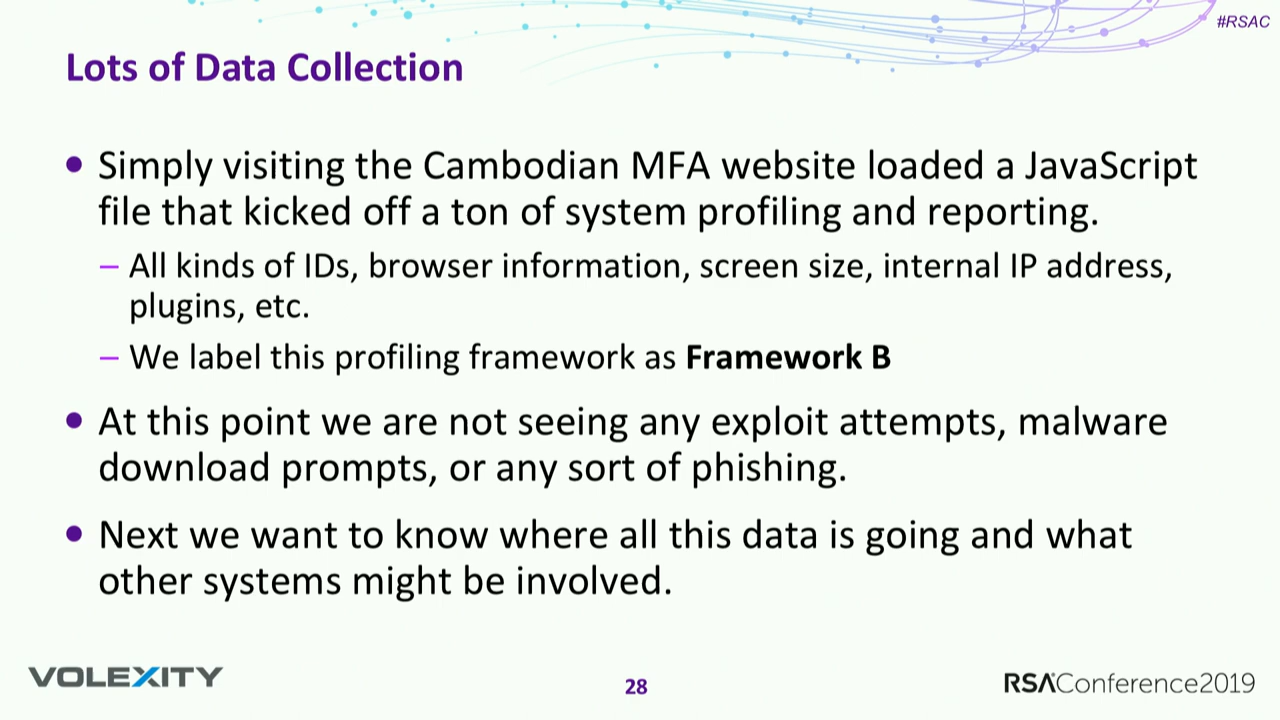 #RSAC
Lots of Data Collection
• Simply visiting the Cambodian MFA website loaded a JavaScript
file that kicked off a ton of system profiling and reporting.
– All kinds of IDs, browser information, screen size, internal IP address,
plugins, etc.
– We label this profiling framework as Framework B
• At this point we are not seeing any exploit attempts, malware
download prompts, or any sort of phishing.
• Next we want to know where all this data is going and what
other systems might be involved.
VOLEXITY
28
RSAConference2019